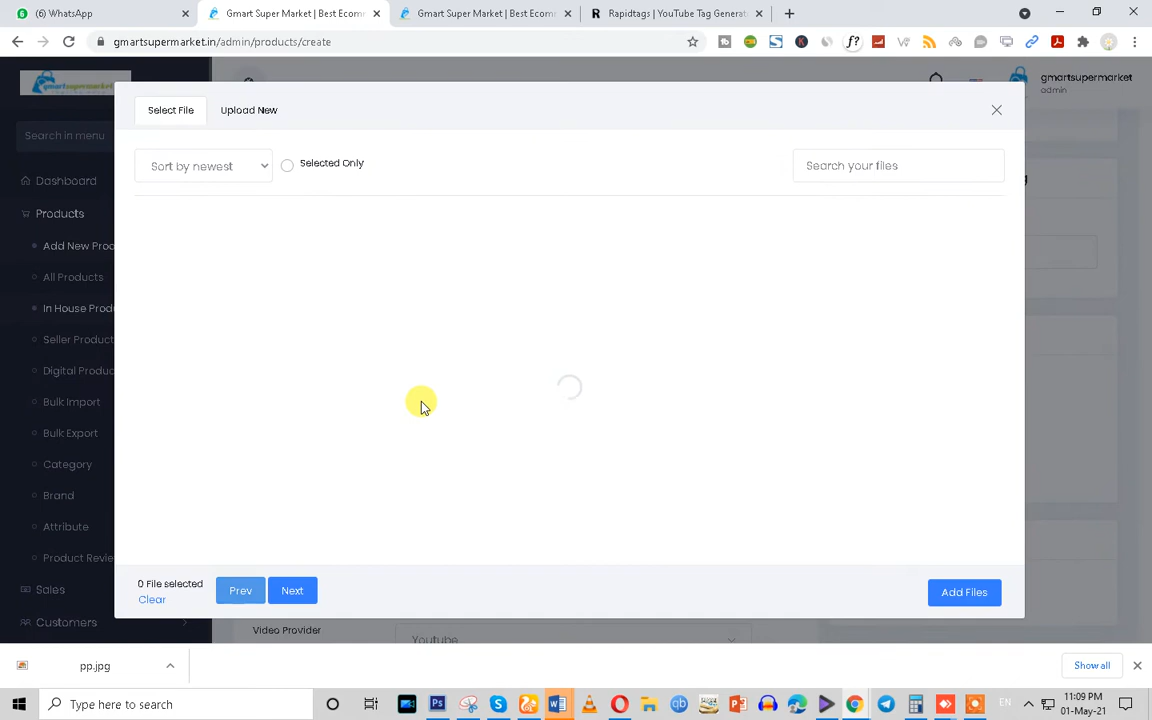 (6) WhatsApp
Gmart Super Market | Best Ecomm
Gmart Super Market | Best Ecomm
Rapidtags | YouTube Tag Generat
gmartsupermarket.in/admin/products/create
gmartsupermarket
admin
Select File
Upload New
Search in menu
Sort by newest
Selected Only
Search your files
Dashboard
Products
Add New Proc
All Products
In House Produ
Seller Product
Digital Produc
Bulk Import
Bulk Export
Category
Brand
Attribute
Product Revie
Sales
Customers
0 File selected
Clear
Prev
Next
Add Files
Video Provider
Youtube
pp.jpg
Show all
Type here to search
EN
11:09 PM
01-May-21